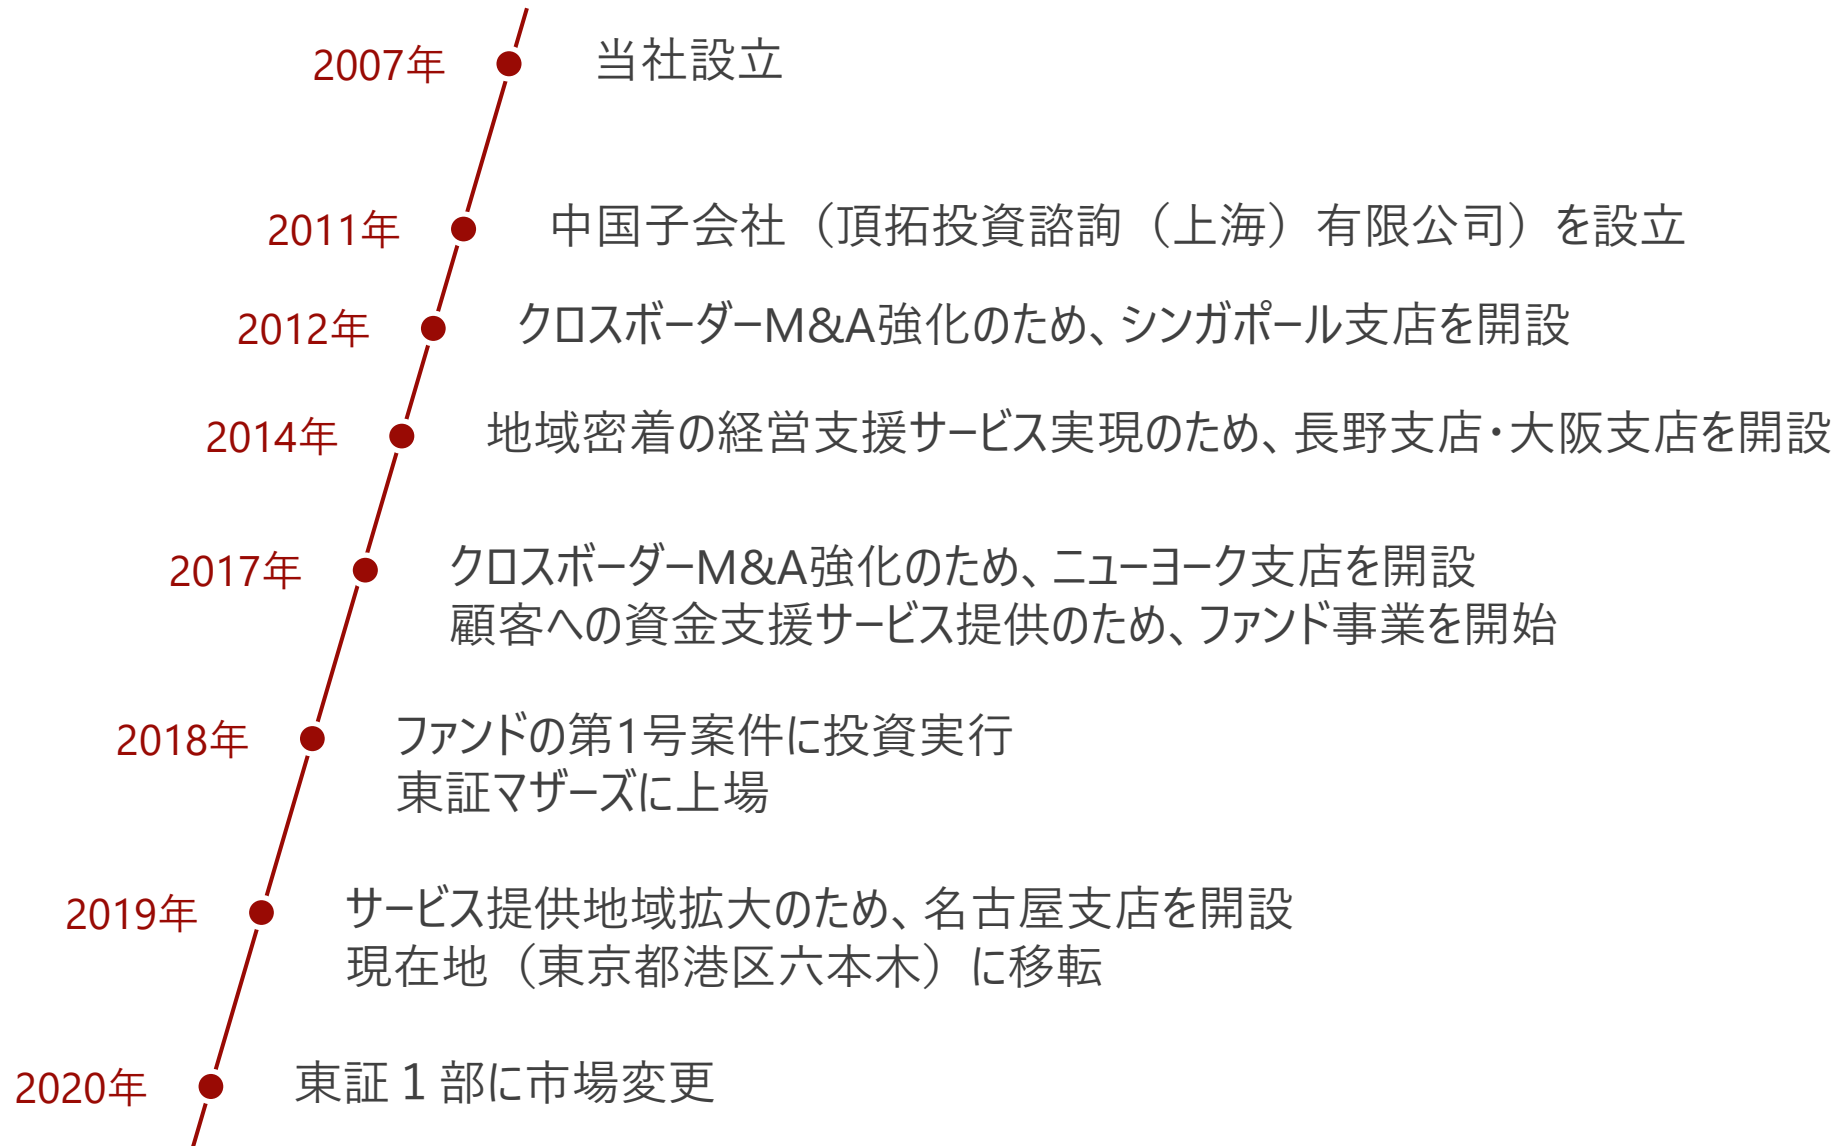 2007年 当社設立
2011年 中国子会社（頂拓投資諮詢（上海）有限公司）を設立
2012年 クロスボーダーM&A強化のため、シンガポール支店を開設
2014年 地域密着の経営支援サービス実現のため、長野支店・大阪支店を開設
2017年 クロスボーダーM&A強化のため、ニューヨーク支店を開設
顧客への資金支援サービス提供のため、ファンド事業を開始
2018年 ファンドの第1号案件に投資実行
東証マザーズに上場
2019年 サービス提供地域拡大のため、名古屋支店を開設
現在地（東京都港区六本木）に移転
2020年 東証１部に市場変更